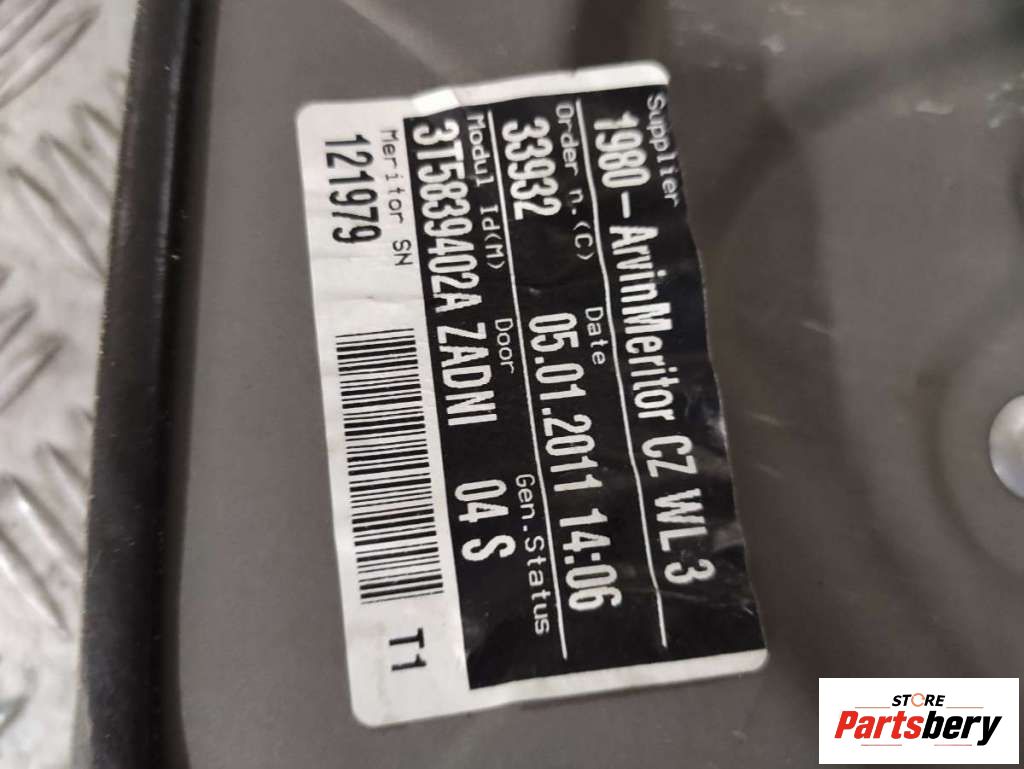 Supplier
1980-ArvinMeritor CZ WL 3
Order n.(C) Date
33932 05.01.2011 14:06
Modul Id(M) Door Gen.Status
3T5839402A ZADNI 04 S
Meritor SN
121979 T1
STORE
Partsbery